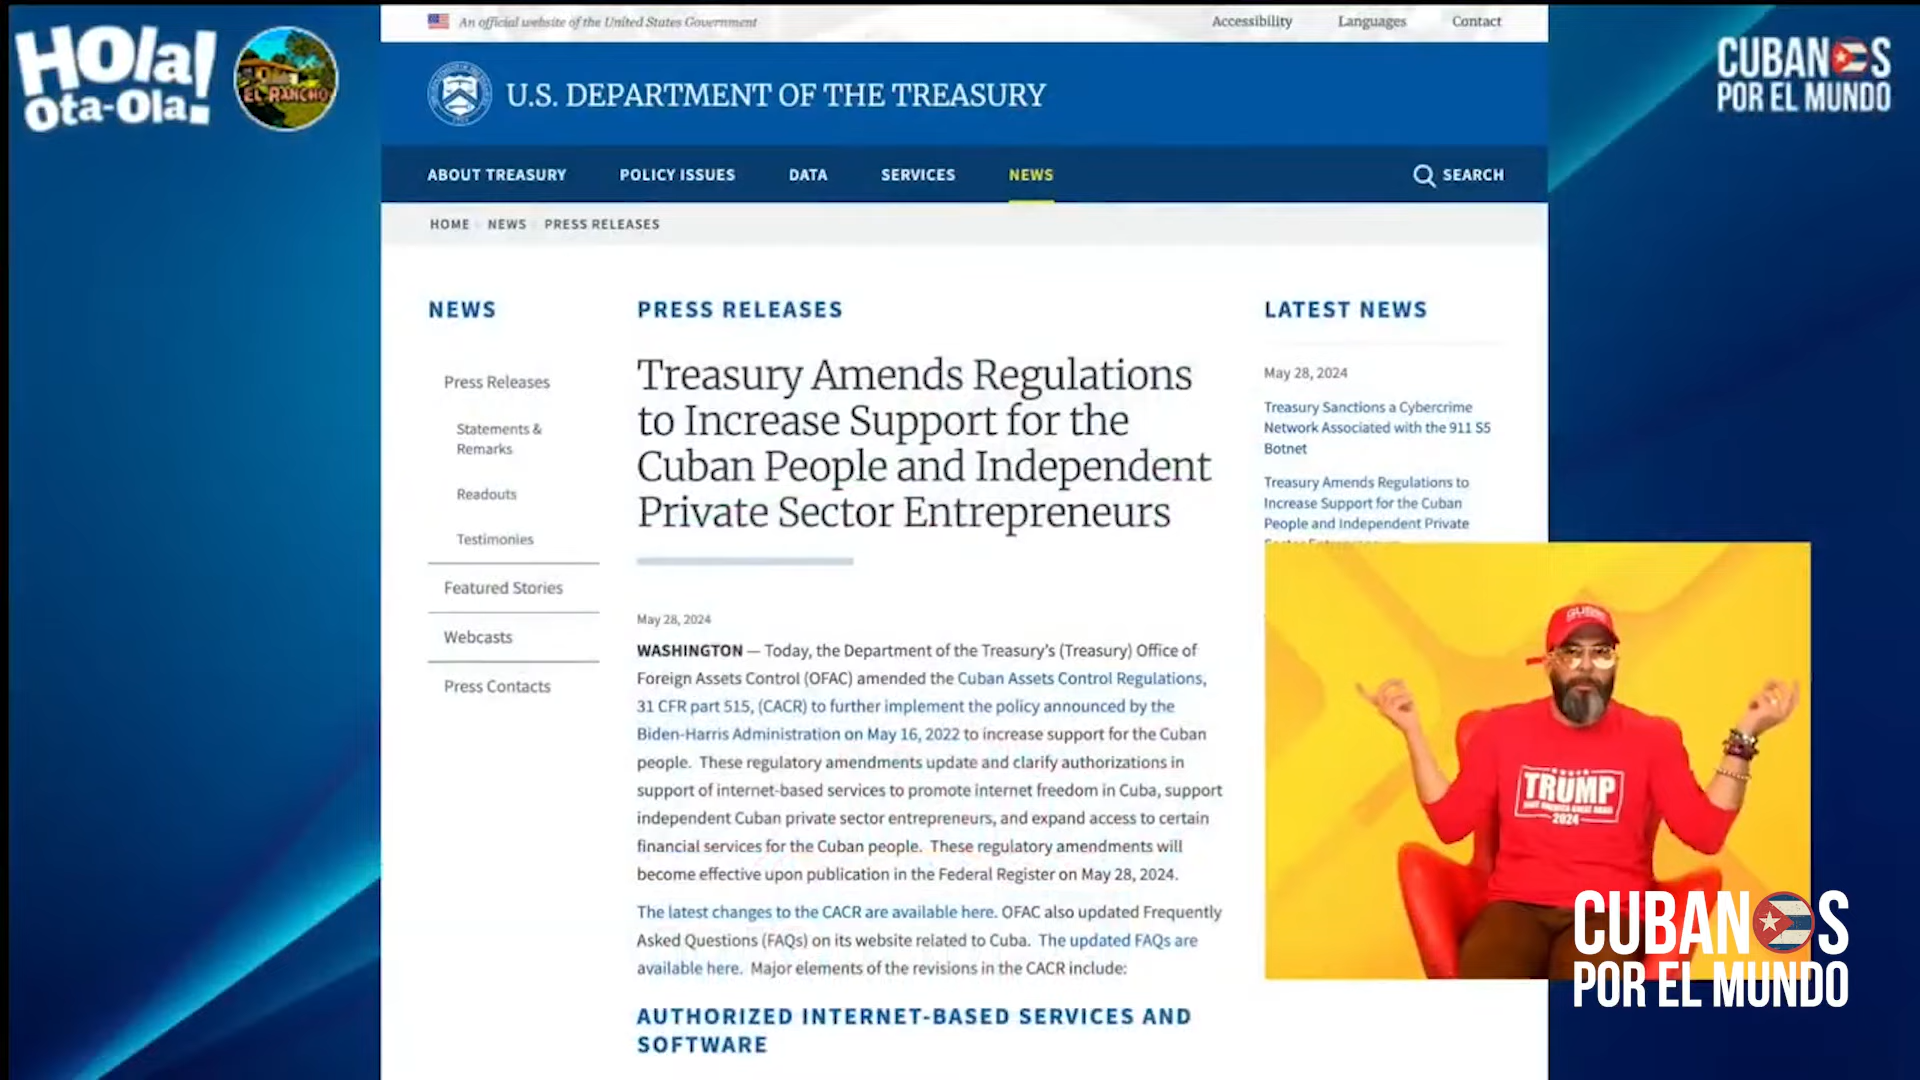 HOla!
Ota-Ola!
EL RANCHO
CUBANOS
POR EL MUNDO
An official website of the United States Government
Accessibility
Languages
Contact
U.S. DEPARTMENT OF THE TREASURY
ABOUT TREASURY
POLICY ISSUES
DATA
SERVICES
NEWS
SEARCH
HOME
NEWS
PRESS RELEASES
NEWS
Press Releases
Statements &
Remarks
Readouts
Testimonies
Featured Stories
Webcasts
Press Contacts
PRESS RELEASES
Treasury Amends Regulations
to Increase Support for the
Cuban People and Independent
Private Sector Entrepreneurs
May 28, 2024
WASHINGTON — Today, the Department of the Treasury's (Treasury) Office of
Foreign Assets Control (OFAC) amended the Cuban Assets Control Regulations,
31 CFR part 515, (CACR) to further implement the policy announced by the
Biden-Harris Administration on May 16, 2022 to increase support for the Cuban
people. These regulatory amendments update and clarify authorizations in
support of internet-based services to promote internet freedom in Cuba, support
independent Cuban private sector entrepreneurs, and expand access to certain
financial services for the Cuban people. These regulatory amendments will
become effective upon publication in the Federal Register on May 28, 2024.
The latest changes to the CACR are available here. OFAC also updated Frequently
Asked Questions (FAQs) on its website related to Cuba. The updated FAQs are
available here. Major elements of the revisions in the CACR include:
AUTHORIZED INTERNET-BASED SERVICES AND
SOFTWARE
LATEST NEWS
May 28, 2024
Treasury Sanctions a Cybercrime
Network Associated with the 911 S5
Botnet
Treasury Amends Regulations to
Increase Support for the Cuban
People and Independent Private
TRUMP
2024
CUBANOS
POR EL MUNDO